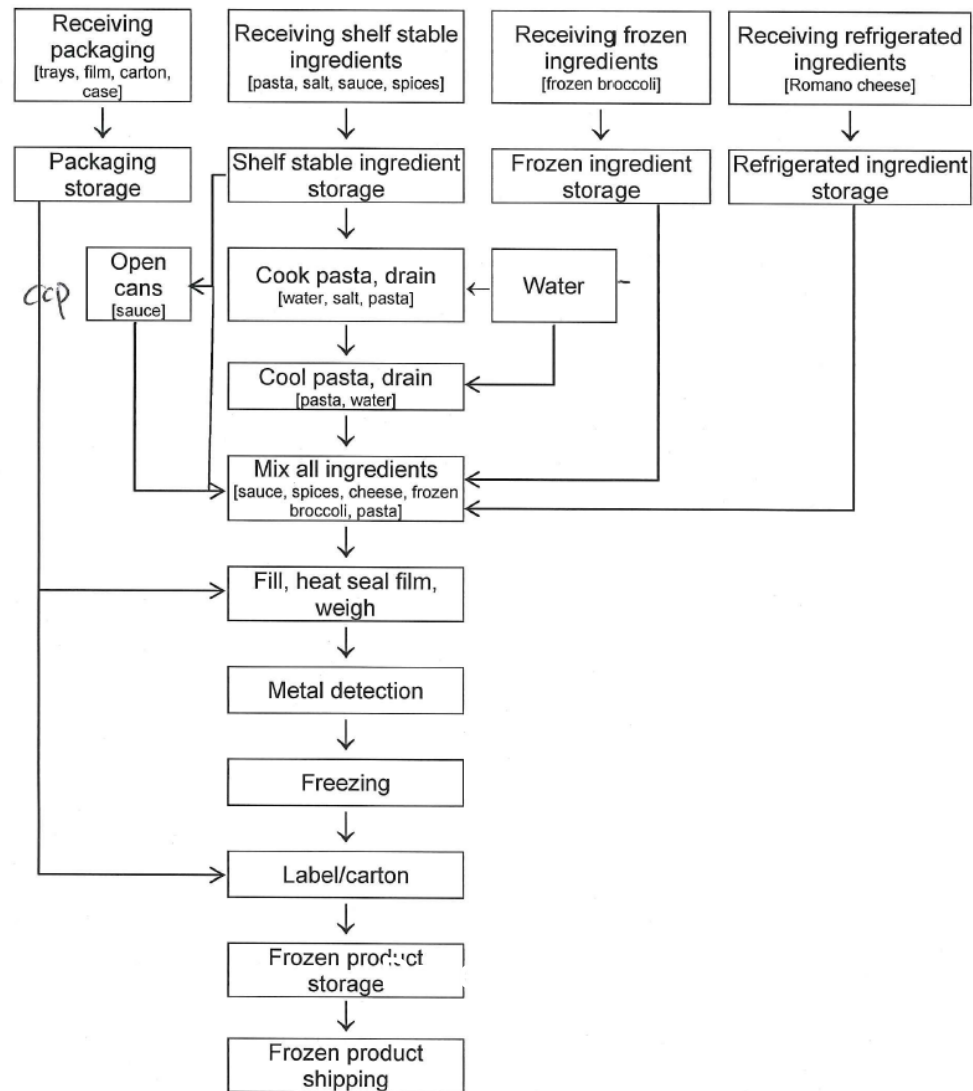 Receiving
packaging
[trays, film, carton,
case]
Receiving shelf stable
ingredients
[pasta, salt, sauce, spices]
Receiving frozen
ingredients
[frozen broccoli]
Receiving refrigerated
ingredients
[Romano cheese]
Packaging
storage
Shelf stable ingredient
storage
Frozen ingredient storage
Refrigerated ingredient
storage
ccp
Open
cans
[sauce]
Cook pasta, drain
[water, salt, pasta]
Water
Cool pasta, drain
[pasta, water]
Mix all ingredients
[sauce, spices, cheese, frozen
broccoli, pasta]
Fill, heat seal film,
weigh
Metal detection
Freezing
Label/carton
Frozen product
storage
Frozen product
shipping